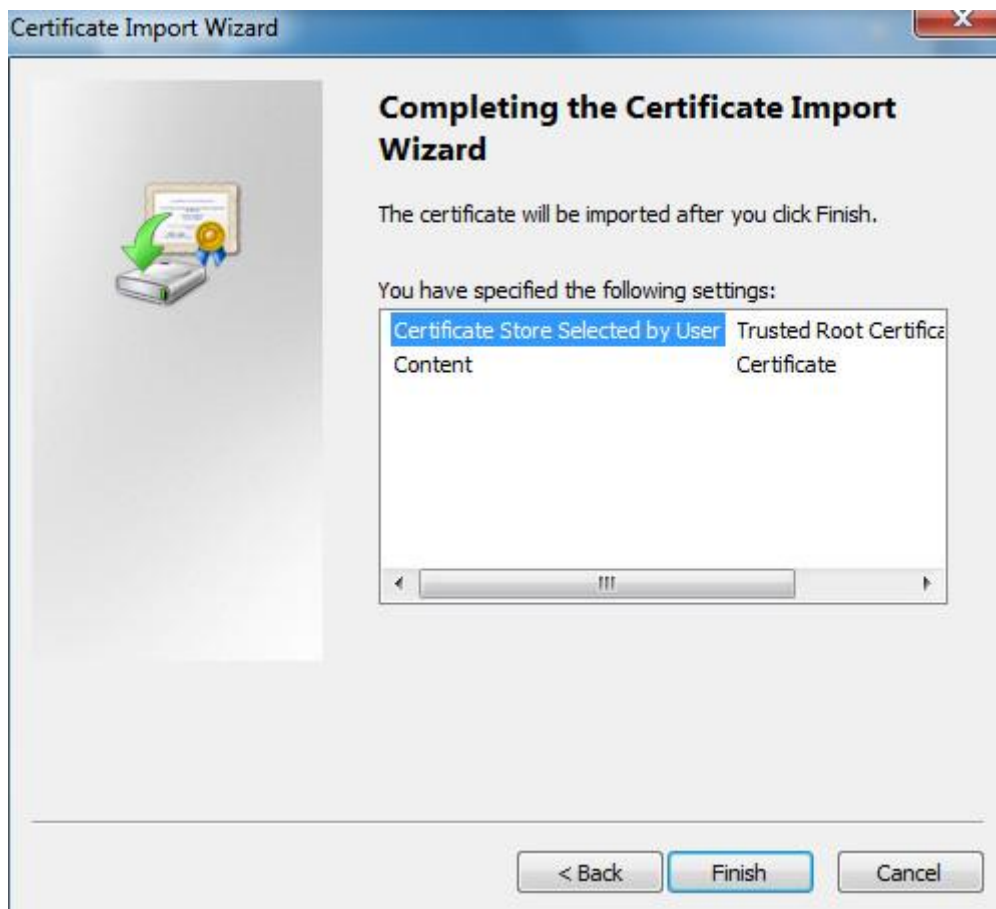 Certificate Import Wizard
Completing the Certificate Import
Wizard
The certificate will be imported after you click Finish.
You have specified the following settings:
Certificate Store Selected by User Trusted Root Certifica
Content Certificate
< Back Finish Cancel